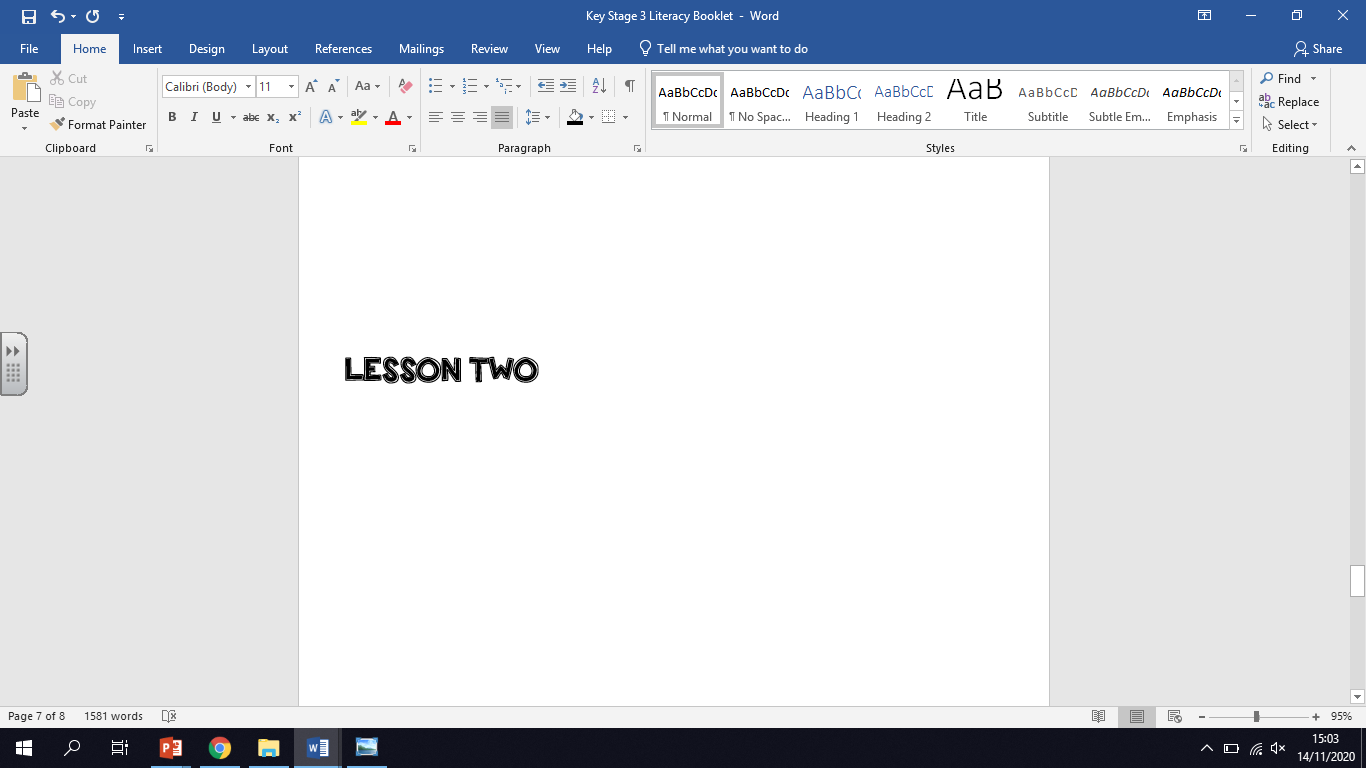 Key Stage 3 Literacy Booklet - Word
File Home Insert Design Layout References Mailings Review View Help Tell me what you want to do Share
Paste
Cut
Copy
Format Painter
Clipboard
Calibri (Body) 11
Font
Paragraph
AaBbCcDc AaBbCcDc AaBbCc AaBbCcD AaB AaBbCcD AaBbCcDc AaBbCcDc
¶ Normal ¶ No Spac... Heading 1 Heading 2 Title Subtitle Subtle Em... Emphasis
Styles
Find
Replace
Select
Editing
LESSON TWO
Page 7 of 8 1581 words 95%
15:03
14/11/2020